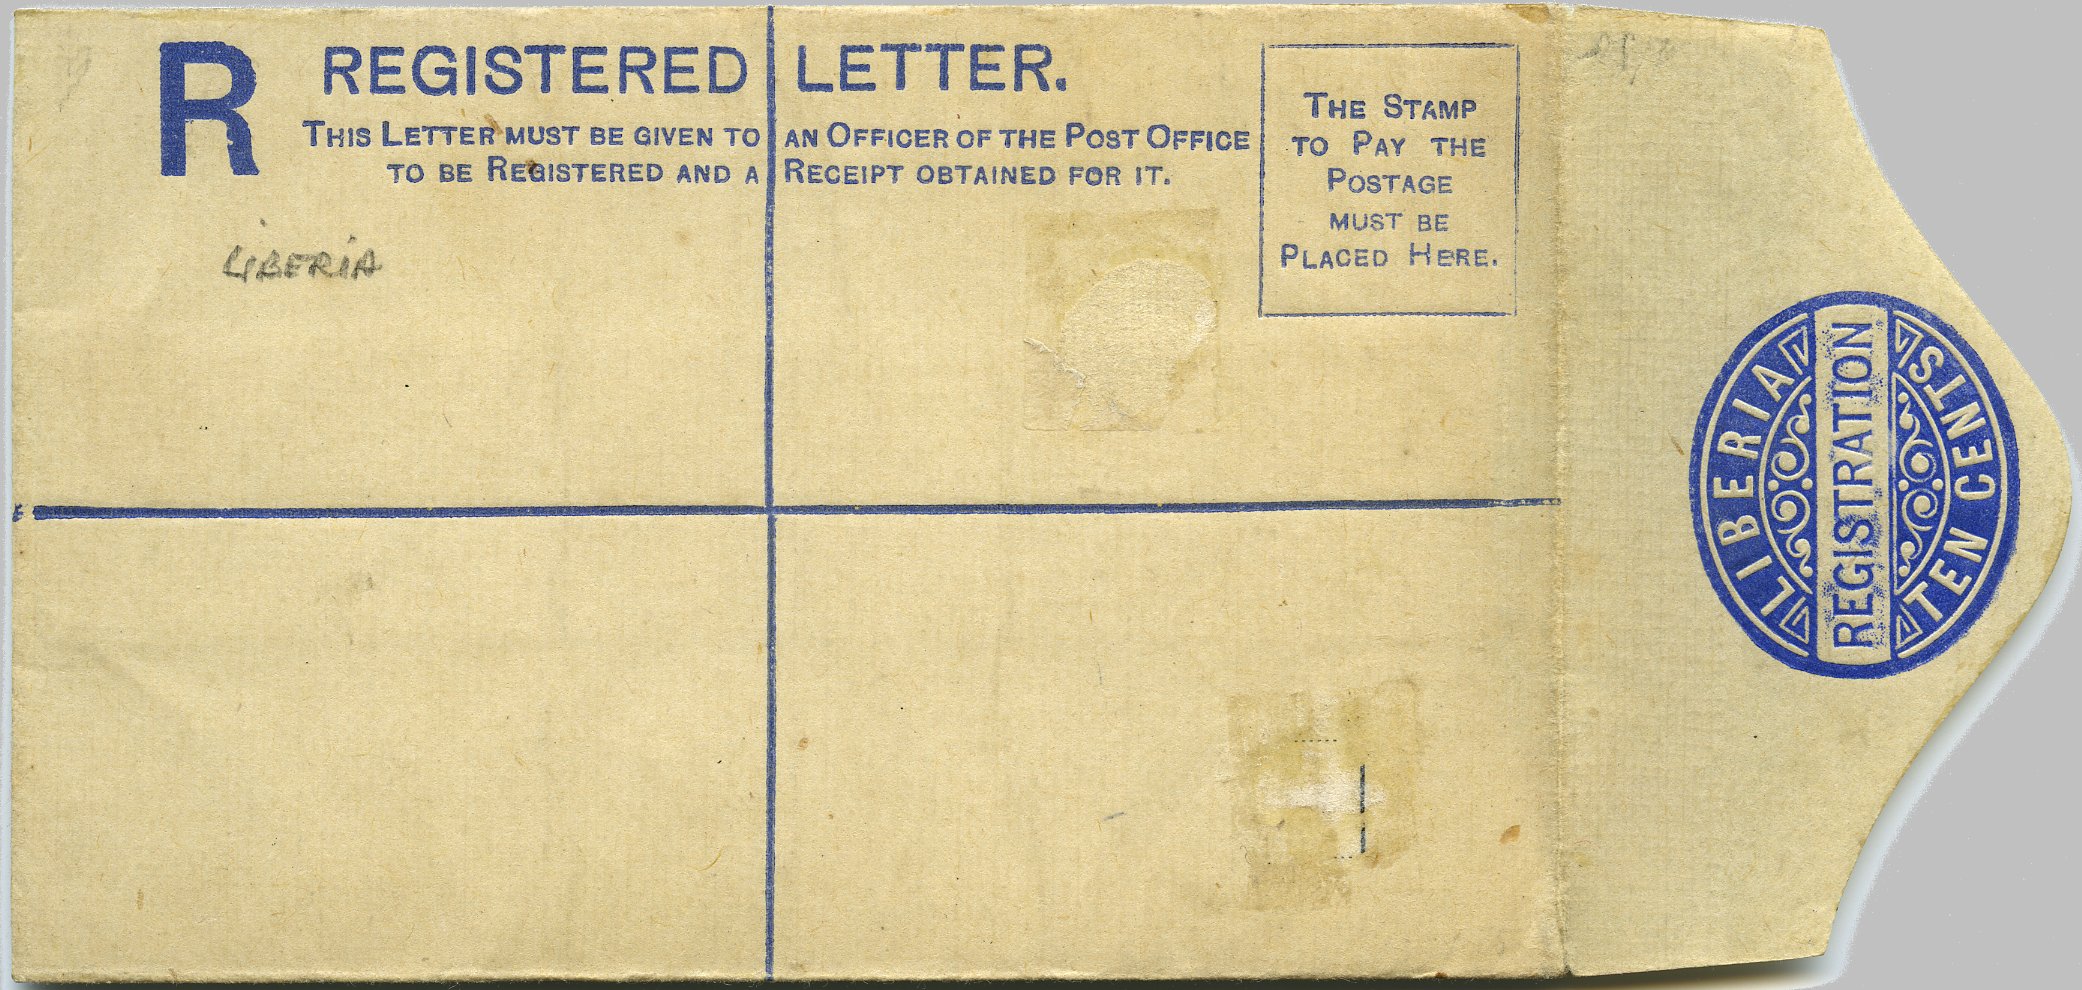 R REGISTERED LETTER.
THIS LETTER MUST BE GIVEN TO AN OFFICER OF THE POST OFFICE
TO BE REGISTERED AND A RECEIPT OBTAINED FOR IT.
THE STAMP
TO PAY THE
POSTAGE
MUST BE
PLACED HERE.
LIBERIA
LIBERIA
REGISTRATION
TEN CENTS